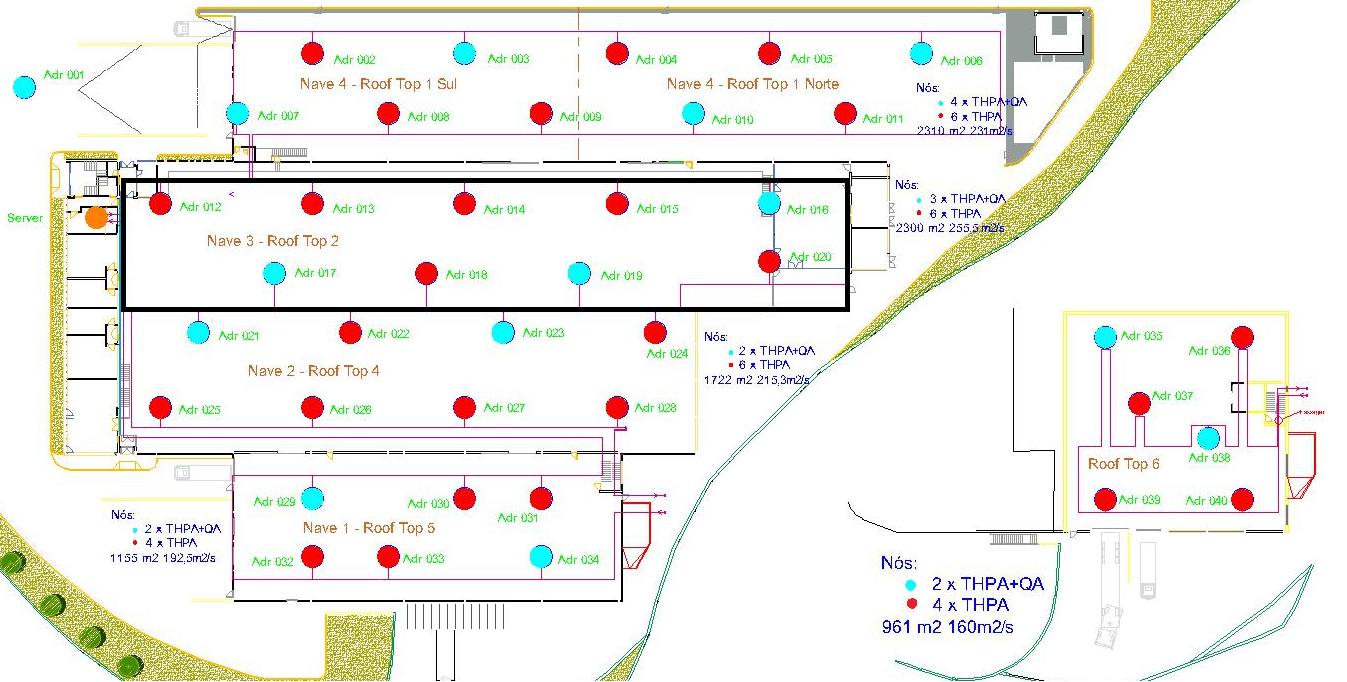 Adr 001
Adr 002
Adr 003
Adr 004
Adr 005
Adr 006
Nave 4 - Roof Top 1 Sul
Nave 4 - Roof Top 1 Norte
Adr 007
Adr 008
Adr 009
Adr 010
Adr 011
Nós:
4 x THPA+QA
6 x THPA
2310 m2 231m2/s
Server
Adr 012
Adr 013
Adr 014
Adr 015
Adr 016
Nave 3 - Roof Top 2
Adr 017
Adr 018
Adr 019
Adr 020
Nós:
3 x THPA+QA
6 x THPA
2300 m2 255,5m2/s
Adr 021
Adr 022
Adr 023
Adr 024
Nave 2 - Roof Top 4
Adr 025
Adr 026
Adr 027
Adr 028
Nós:
2 x THPA+QA
6 x THPA
1722 m2 215,3m2/s
Adr 029
Adr 030
Adr 031
Nave 1 - Roof Top 5
Adr 032
Adr 033
Adr 034
Nós:
2 x THPA+QA
4 x THPA
1155 m2 192,5m2/s
Adr 035
Adr 036
Adr 037
Adr 038
Roof Top 6
Adr 039
Adr 040
Nós:
2 x THPA+QA
4 x THPA
961 m2 160m2/s